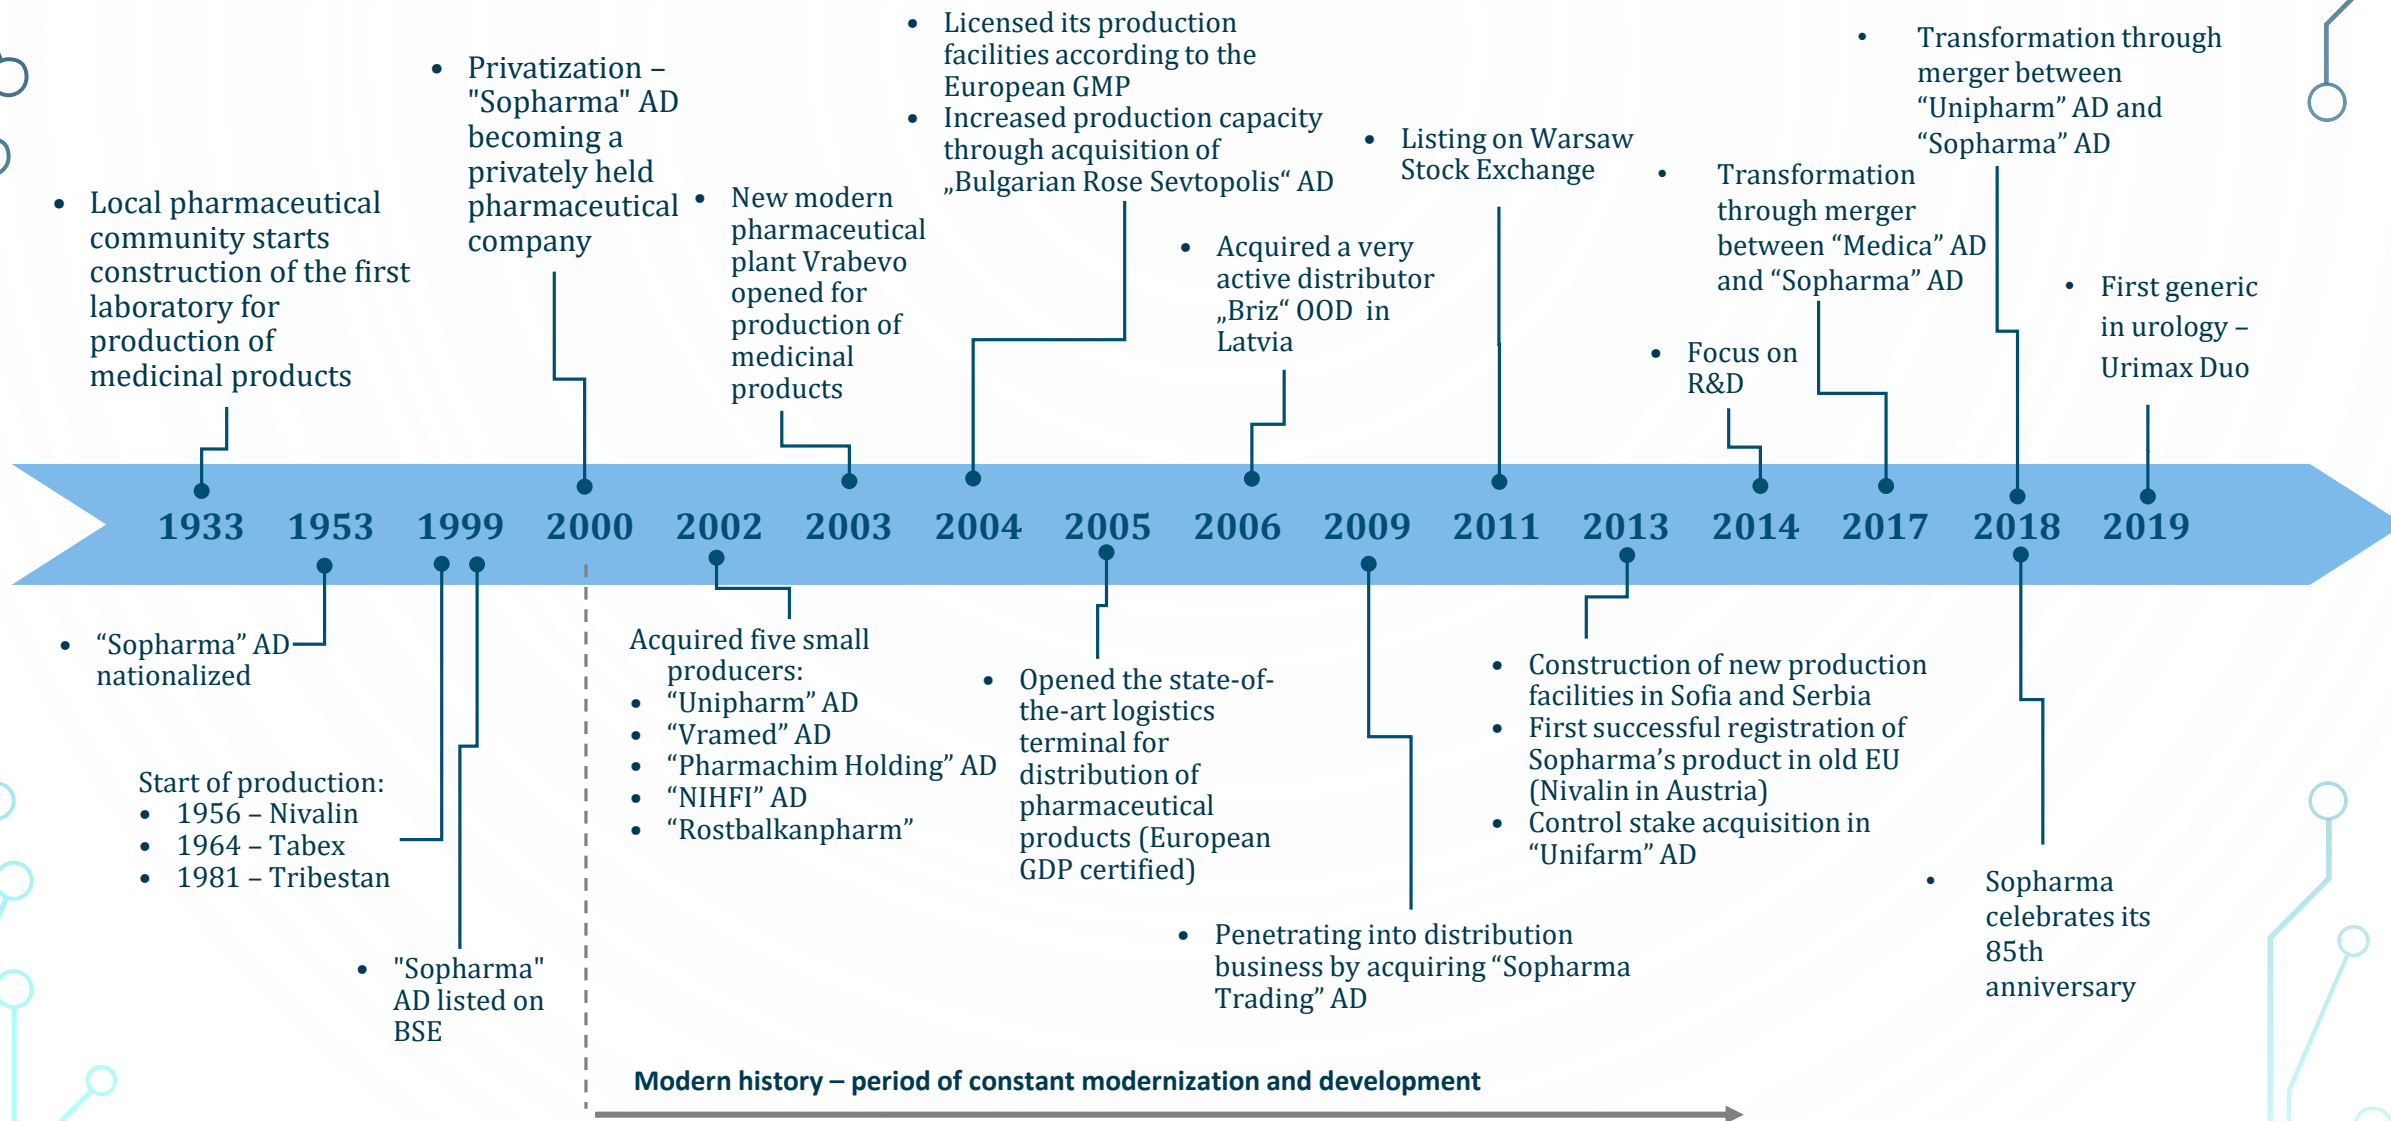 • Local pharmaceutical
community starts
construction of the first
laboratory for
production of
medicinal products
• Privatization –
"Sopharma" AD
becoming a
privately held
pharmaceutical
company
• New modern
pharmaceutical
plant Vrabevo
opened for
production of
medicinal
products
• Licensed its production
facilities according to the
European GMP
• Increased production capacity
through acquisition of
„Bulgarian Rose Sevtopolis“ AD
• Acquired a very
active distributor
„Briz“ OOD in
Latvia
• Listing on Warsaw
Stock Exchange
• Focus on
R&D
• Transformation
through merger
between “Medica” AD
and “Sopharma” AD
• Transformation through
merger between
“Unipharm” AD and
“Sopharma” AD
• First generic
in urology –
Urimax Duo
1933 1953 1999 2000 2002 2003 2004 2005 2006 2009 2011 2013 2014 2017 2018 2019
• “Sopharma” AD
nationalized
Start of production:
• 1956 – Nivalin
• 1964 – Tabex
• 1981 – Tribestan
• "Sopharma"
AD listed on
BSE
Acquired five small
producers:
• “Unipharm” AD
• “Vramed” AD
• “Pharmachim Holding” AD
• “NIHFI” AD
• “Rostbalkanpharm”
• Opened the state-of-
the-art logistics
terminal for
distribution of
pharmaceutical
products (European
GDP certified)
• Penetrating into distribution
business by acquiring “Sopharma
Trading” AD
• Construction of new production
facilities in Sofia and Serbia
• First successful registration of
Sopharma’s product in old EU
(Nivalin in Austria)
• Control stake acquisition in
“Unifarm” AD
• Sopharma
celebrates its
85th
anniversary
Modern history – period of constant modernization and development